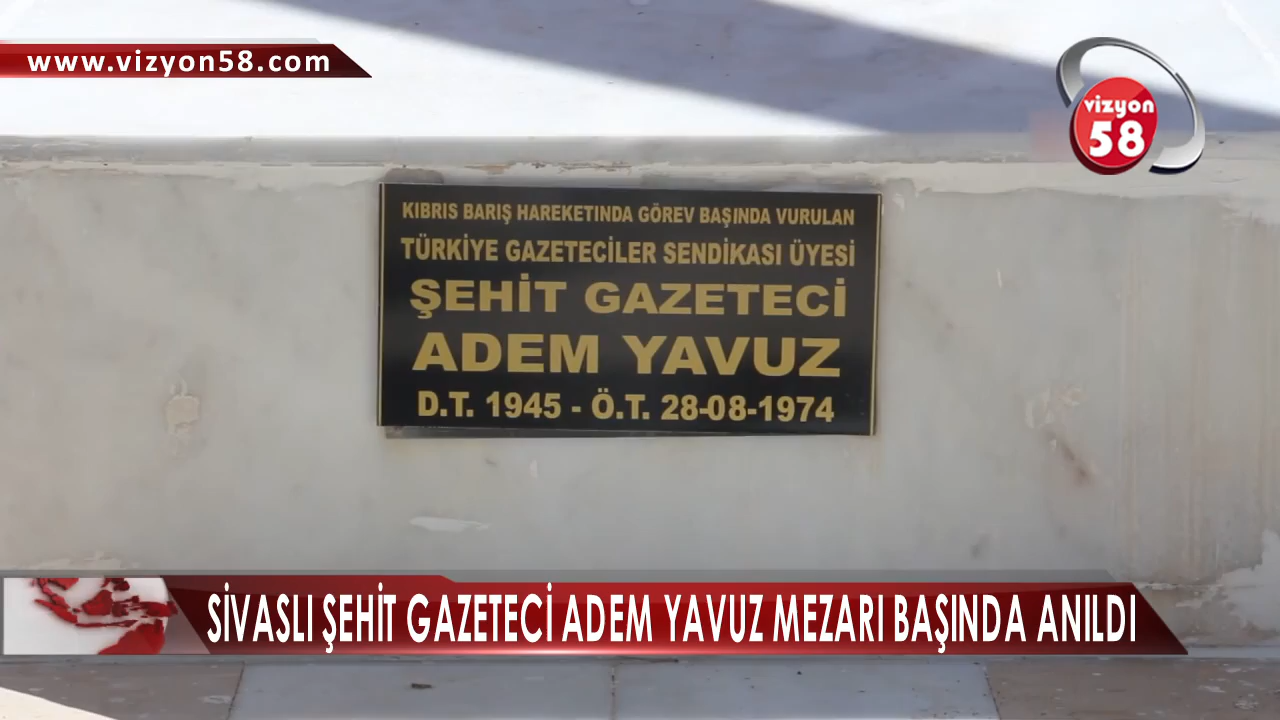 www.vizyon58.com
vizyon
58
KIBRIS BARIŞ HAREKETINDA GÖREV BAŞINDA VURULAN
TÜRKİYE GAZETECİLER SENDİKASI ÜYESİ
ŞEHİT GAZETECİ
ADEM YAVUZ
D.T. 1945 - Ö.T. 28-08-1974
SİVASLI ŞEHİT GAZETECİ ADEM YAVUZ MEZARI BAŞINDA ANILDI